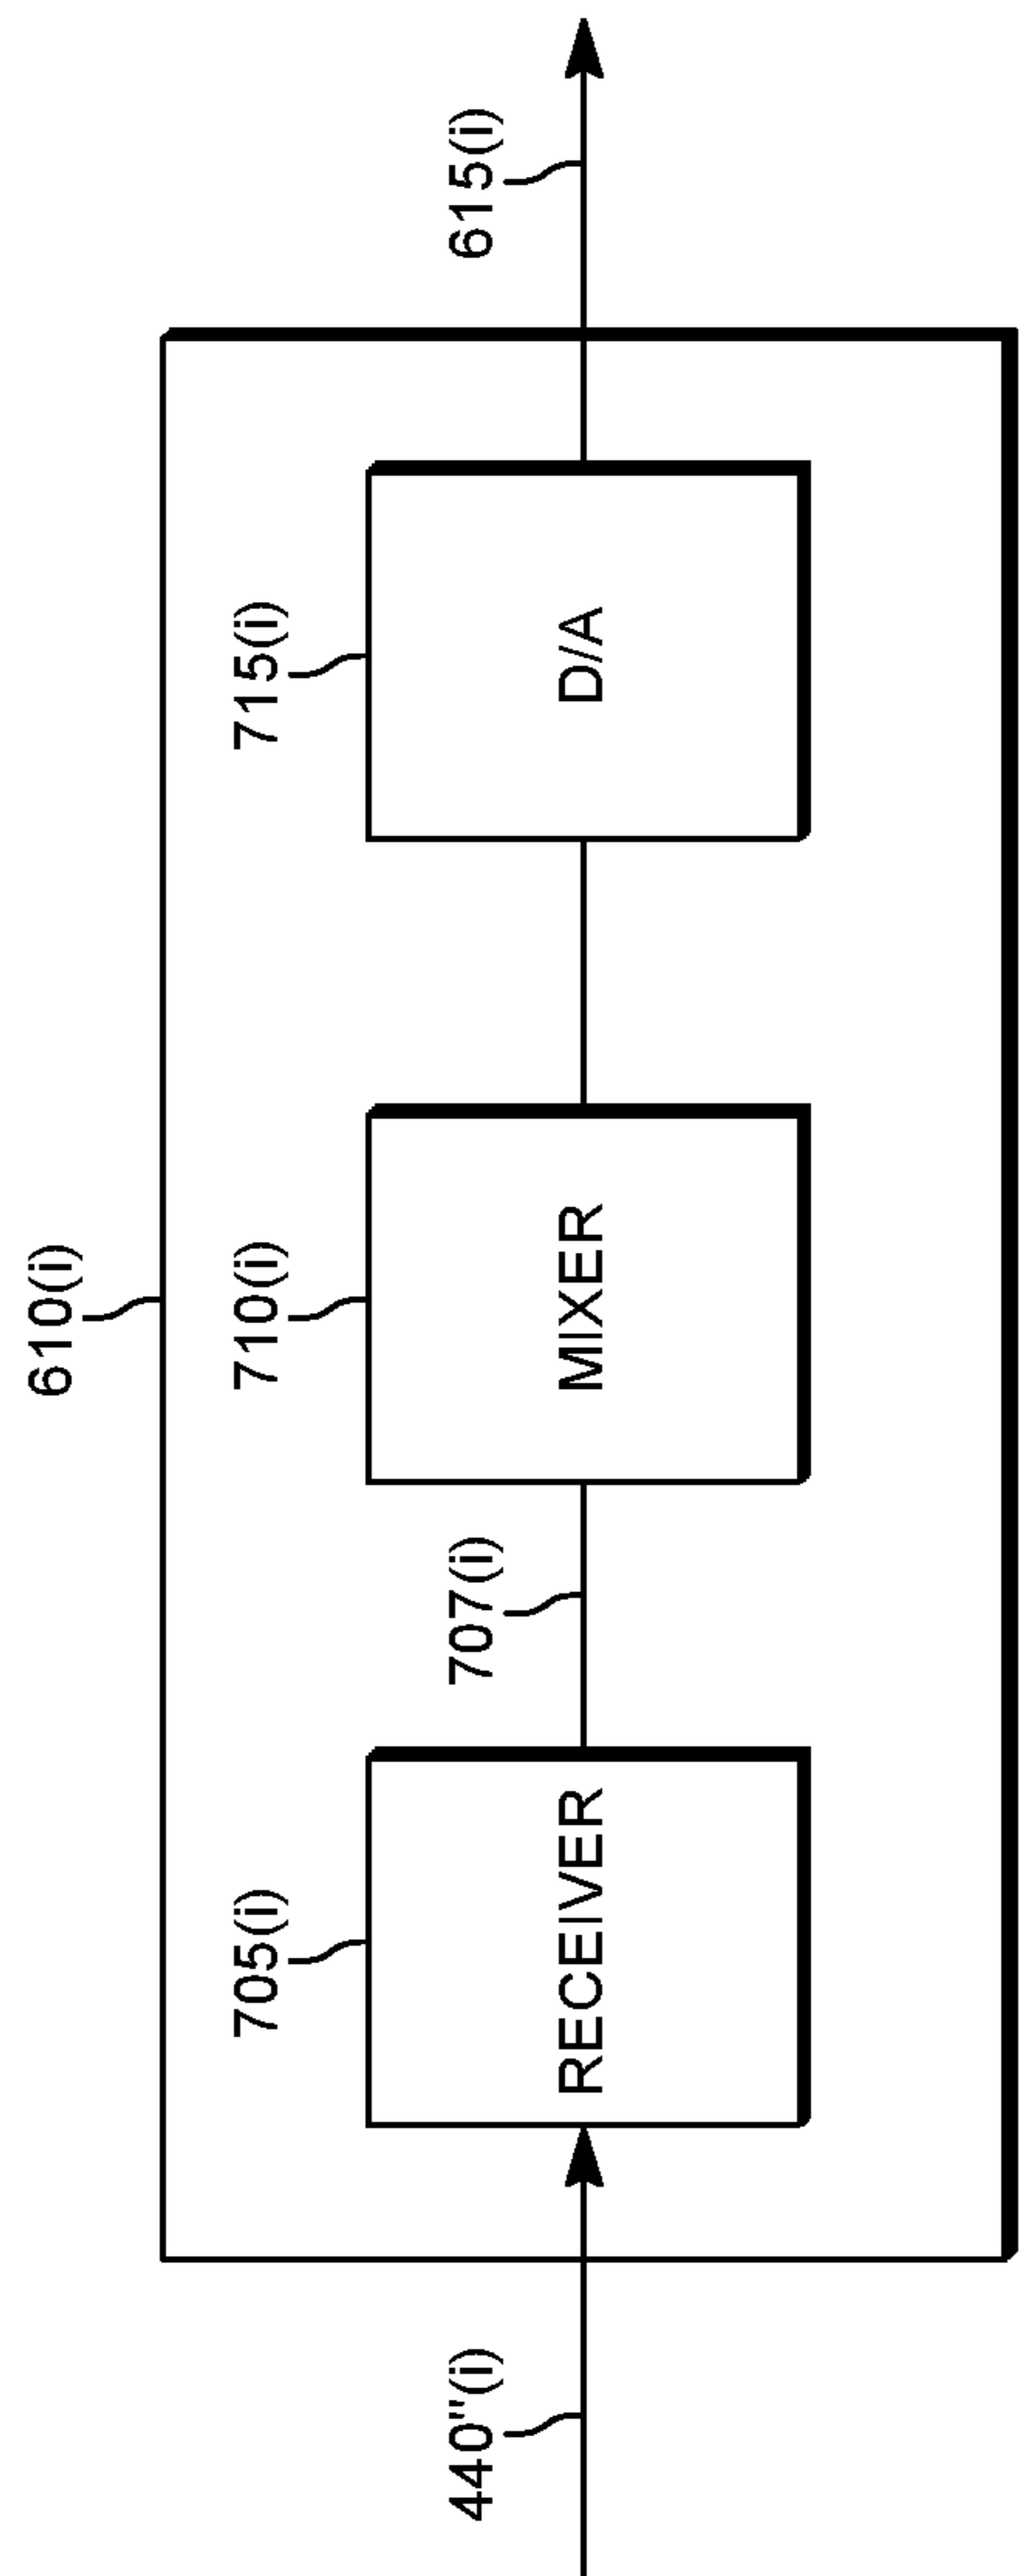 610(i)
705(i)
710(i)
715(i)
440"(i)
707(i)
615(i)
RECEIVER
MIXER
D/A